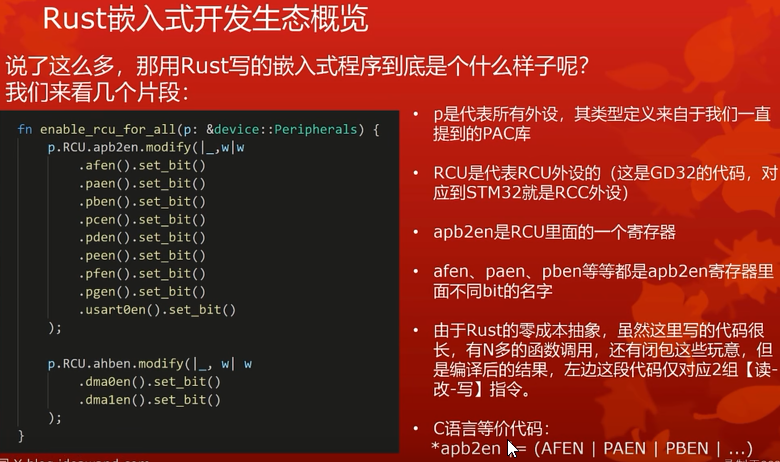 Rust嵌入式开发生态概览
说了这么多，那用Rust写的嵌入式程序到底是个什么样子呢？
我们来看几个片段：
fn enable_rcu_for_all(p: &device::Peripherals) {
p.RCU.apb2en.modify(|_,w|w
.afen().set_bit()
.paen().set_bit()
.pben().set_bit()
.pcen().set_bit()
.pden().set_bit()
.peen().set_bit()
.pfen().set_bit()
.pgen().set_bit()
.usart0en().set_bit()
);
p.RCU.ahben.modify(|_, w| w
.dma0en().set_bit()
.dma1en().set_bit()
);
}
• p是代表所有外设，其类型定义来自于我们一直
提到的PAC库
• RCU是代表RCU外设的（这是GD32的代码，对
应到STM32就是RCC外设）
• apb2en是RCU里面的一个寄存器
• afen、paen、pben等等都是apb2en寄存器里
面不同bit的名字
• 由于Rust的零成本抽象，虽然这里写的代码很
长，有N多的函数调用，还有闭包这些玩意，但
是编译后的结果，左边这段代码仅对应2组【读-
改-写】指令。
• C语言等价代码：
*apb2en = (AFEN | PAEN | PBEN | ...)